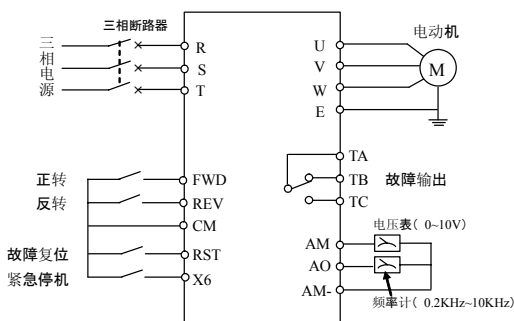 三相断路器
三相电源
R
S
T
正转
反转
故障复位
紧急停机
FWD
REV
CM
RST
X6
电动机
U
V
W
E
M
TA
TB
TC
故障输出
AM
AO
AM-
电压表( 0~10V)
频率计( 0.2KHz~10KHz)